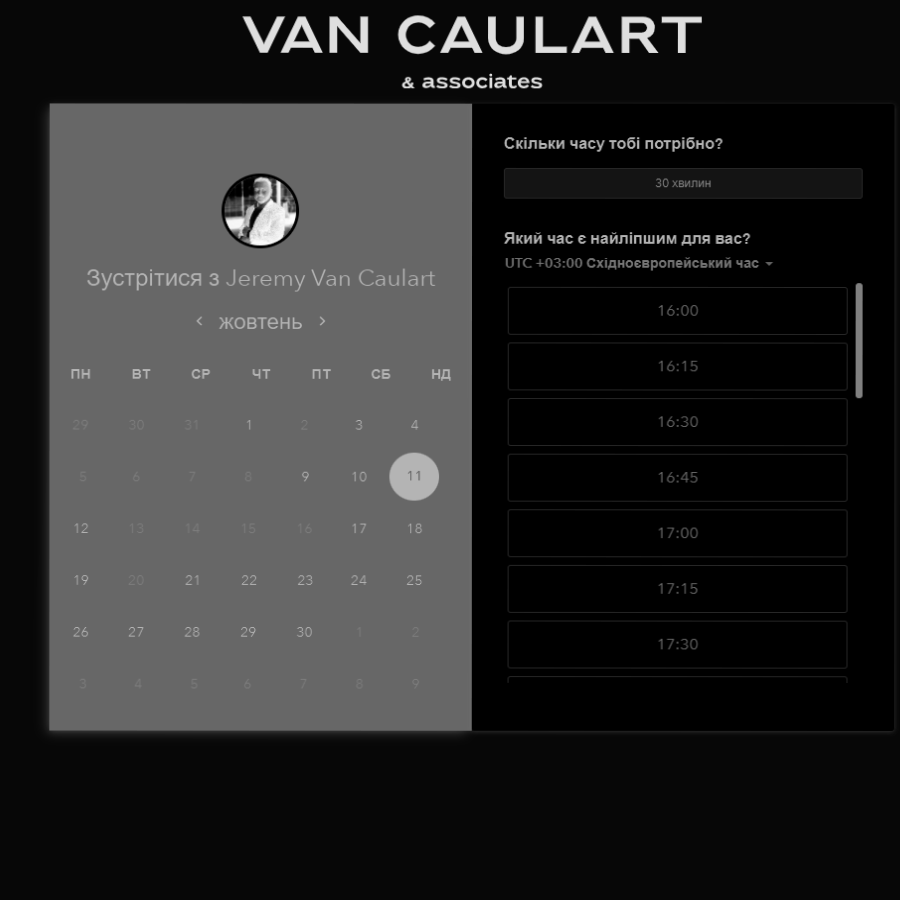 VAN CAULART
& associates
Зустрітися з Jeremy Van Caulart
жовтень
ПН ВТ СР ЧТ ПТ СБ НД
29 30 31 1 2 3 4
5 6 7 8 9 10 11
12 13 14 15 16 17 18
19 20 21 22 23 24 25
26 27 28 29 30 1 2
3 4 5 6 7 8 9
Скільки часу тобі потрібно?
30 хвилин
Який час є найліпшим для вас?
UTC +03:00 Східноєвропейський час
16:00
16:15
16:30
16:45
17:00
17:15
17:30